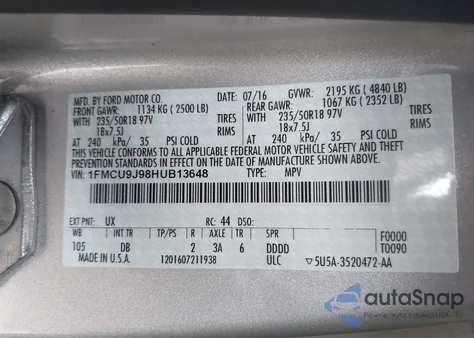 MFD. BY FORD MOTOR CO.
DATE: 07/16 GVWR: 2195 KG ( 4840 LB)
FRONT GAWR: 1134 KG ( 2500 LB) REAR GAWR: 1067 KG ( 2352 LB)
WITH 235/50R18 97V TIRES WITH 235/50R18 97V TIRES
18x7.5J RIMS 18x7.5J RIMS
AT 240 kPa/ 35 PSI COLD AT 240 kPa/ 35 PSI COLD
THIS VEHICLE CONFORMS TO ALL APPLICABLE FEDERAL MOTOR VEHICLE SAFETY AND THEFT PREVENTION STANDARDS IN EFFECT ON THE DATE OF MANUFACTURE SHOWN ABOVE.
VIN: 1FMCU9J98HUB13648 TYPE: MPV
EXT PNT: UX RC: 44 DSO:
WB INT TR TP/PS R AXLE TR SPR F0000
105 DB 2 3A 6 DDDD T0090
MADE IN U.S.A. 1201607211938 ULC 5U5A-3520472-AA
autoSnap
Pewne auta z USA i EU